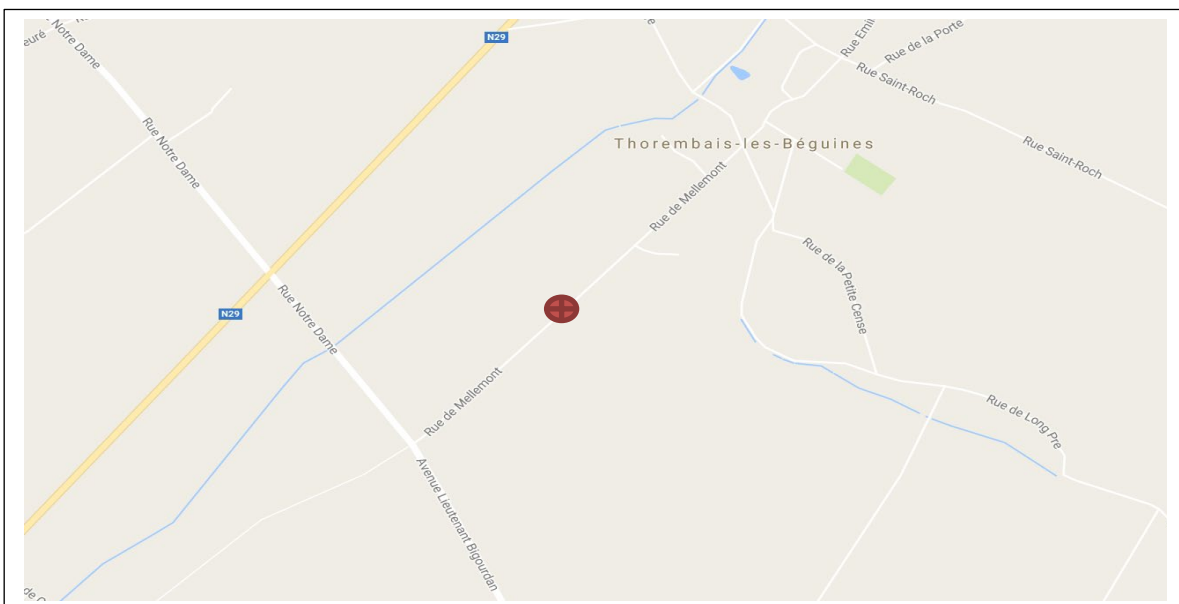 Notre Dame
N29
Rue Emil
Rue de la Porte
Rue Saint-Roch
Rue Notre Dame
Thorembais-les-Béguines
Rue Saint-Roch
Rue de Mellemont
Rue de la Petite Cense
Rue Notre Dame
N29
Rue de Mellemont
Rue de Long Pre
Avenue Lieutenant Bigourdan